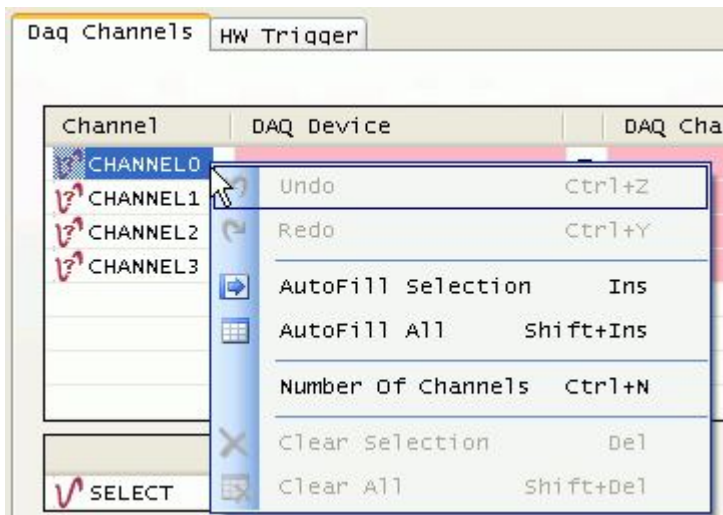 Daq Channels HW Trigger
Channel DAQ Device DAQ Cha
CHANNEL0
CHANNEL1
CHANNEL2
CHANNEL3
Undo Ctrl+Z
Redo Ctrl+Y
AutoFill Selection Ins
AutoFill All Shift+Ins
Number Of Channels Ctrl+N
Clear Selection Del
Clear All Shift+Del
SELECT